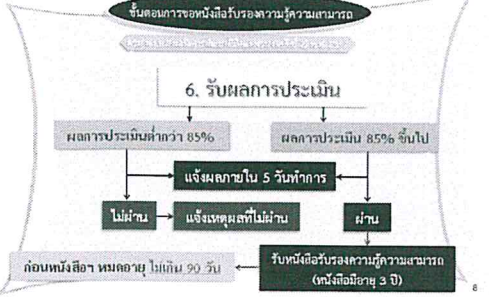 ขั้นตอนการขอหนังสือรับรองความรู้ความสามารถ
6. รับผลการประเมิน
ผลการประเมินต่ำกว่า 85%
ผลการประเมิน 85% ขึ้นไป
แจ้งผลภายใน 5 วันทำการ
ไม่ผ่าน
แจ้งเหตุผลที่ไม่ผ่าน
ผ่าน
ก่อนหนังสือฯ หมดอายุ ไม่เกิน 90 วัน
รับหนังสือรับรองความรู้ความสามารถ
(หนังสือมีอายุ 3 ปี)
8